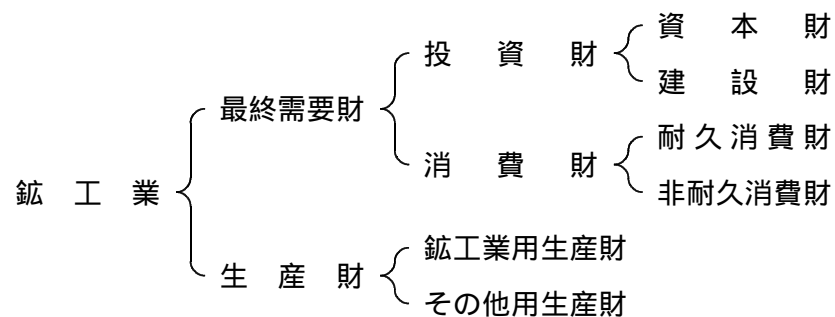 資本財
投資財
建設財
最終需要財
耐久消費財
消費財
鉱工業
非耐久消費財
鉱工業用生産財
生産財
その他用生産財